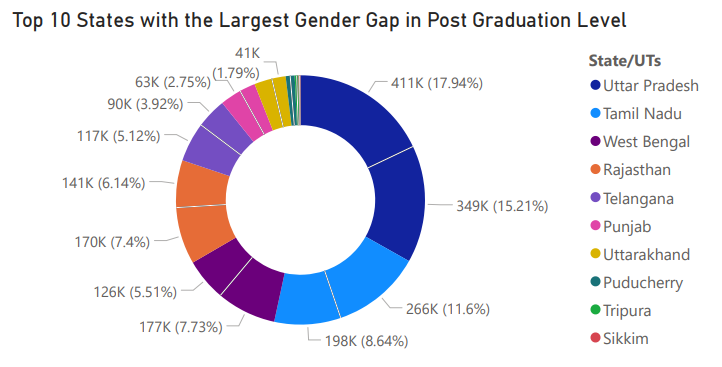 Top 10 States with the Largest Gender Gap in Post Graduation Level
41K
(1.79%)
63K (2.75%)
90K (3.92%)
117K (5.12%)
141K (6.14%)
170K (7.4%)
126K (5.51%)
177K (7.73%)
198K (8.64%)
266K (11.6%)
349K (15.21%)
411K (17.94%)
State/UTs
Uttar Pradesh
Tamil Nadu
West Bengal
Rajasthan
Telangana
Punjab
Uttarakhand
Puducherry
Tripura
Sikkim